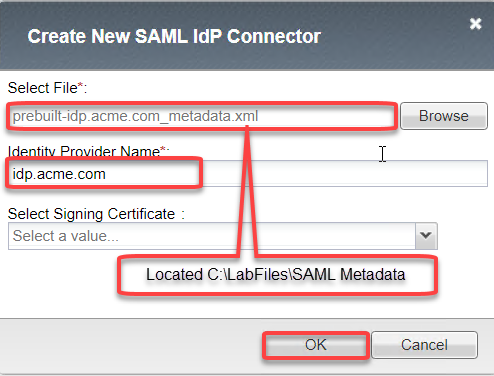 Create New SAML IdP Connector
Select File*:
prebuilt-idp.acme.com_metadata.xml
Browse
Identity Provider Name*:
idp.acme.com
Select Signing Certificate :
Select a value...
Located C:\LabFiles\SAML Metadata
OK
Cancel